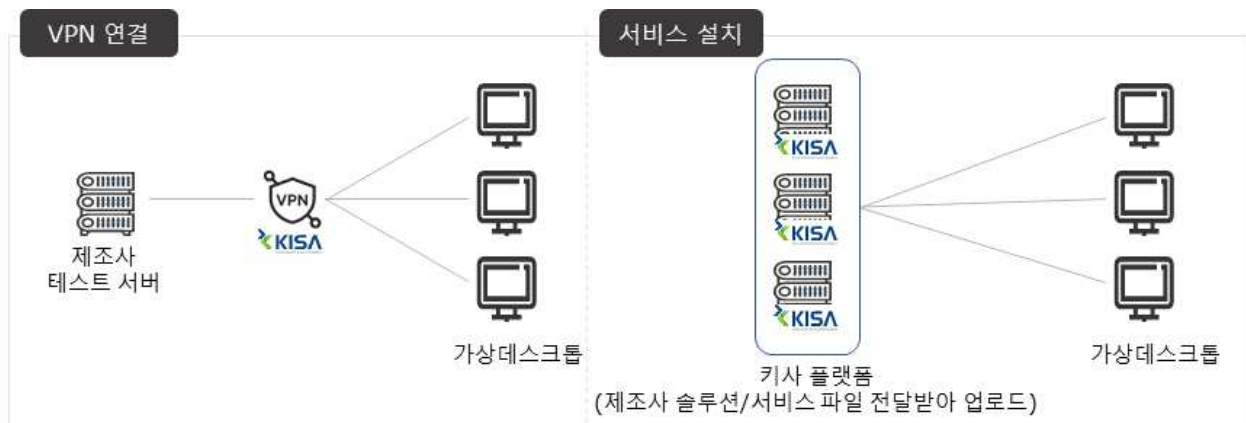 VPN 연결
서비스 설치
VPN
KISA
제조사
테스트 서버
가상데스크톱
KISA
KISA
KISA
키사 플랫폼
(제조사 솔루션/서비스 파일 전달받아 업로드)
가상데스크톱